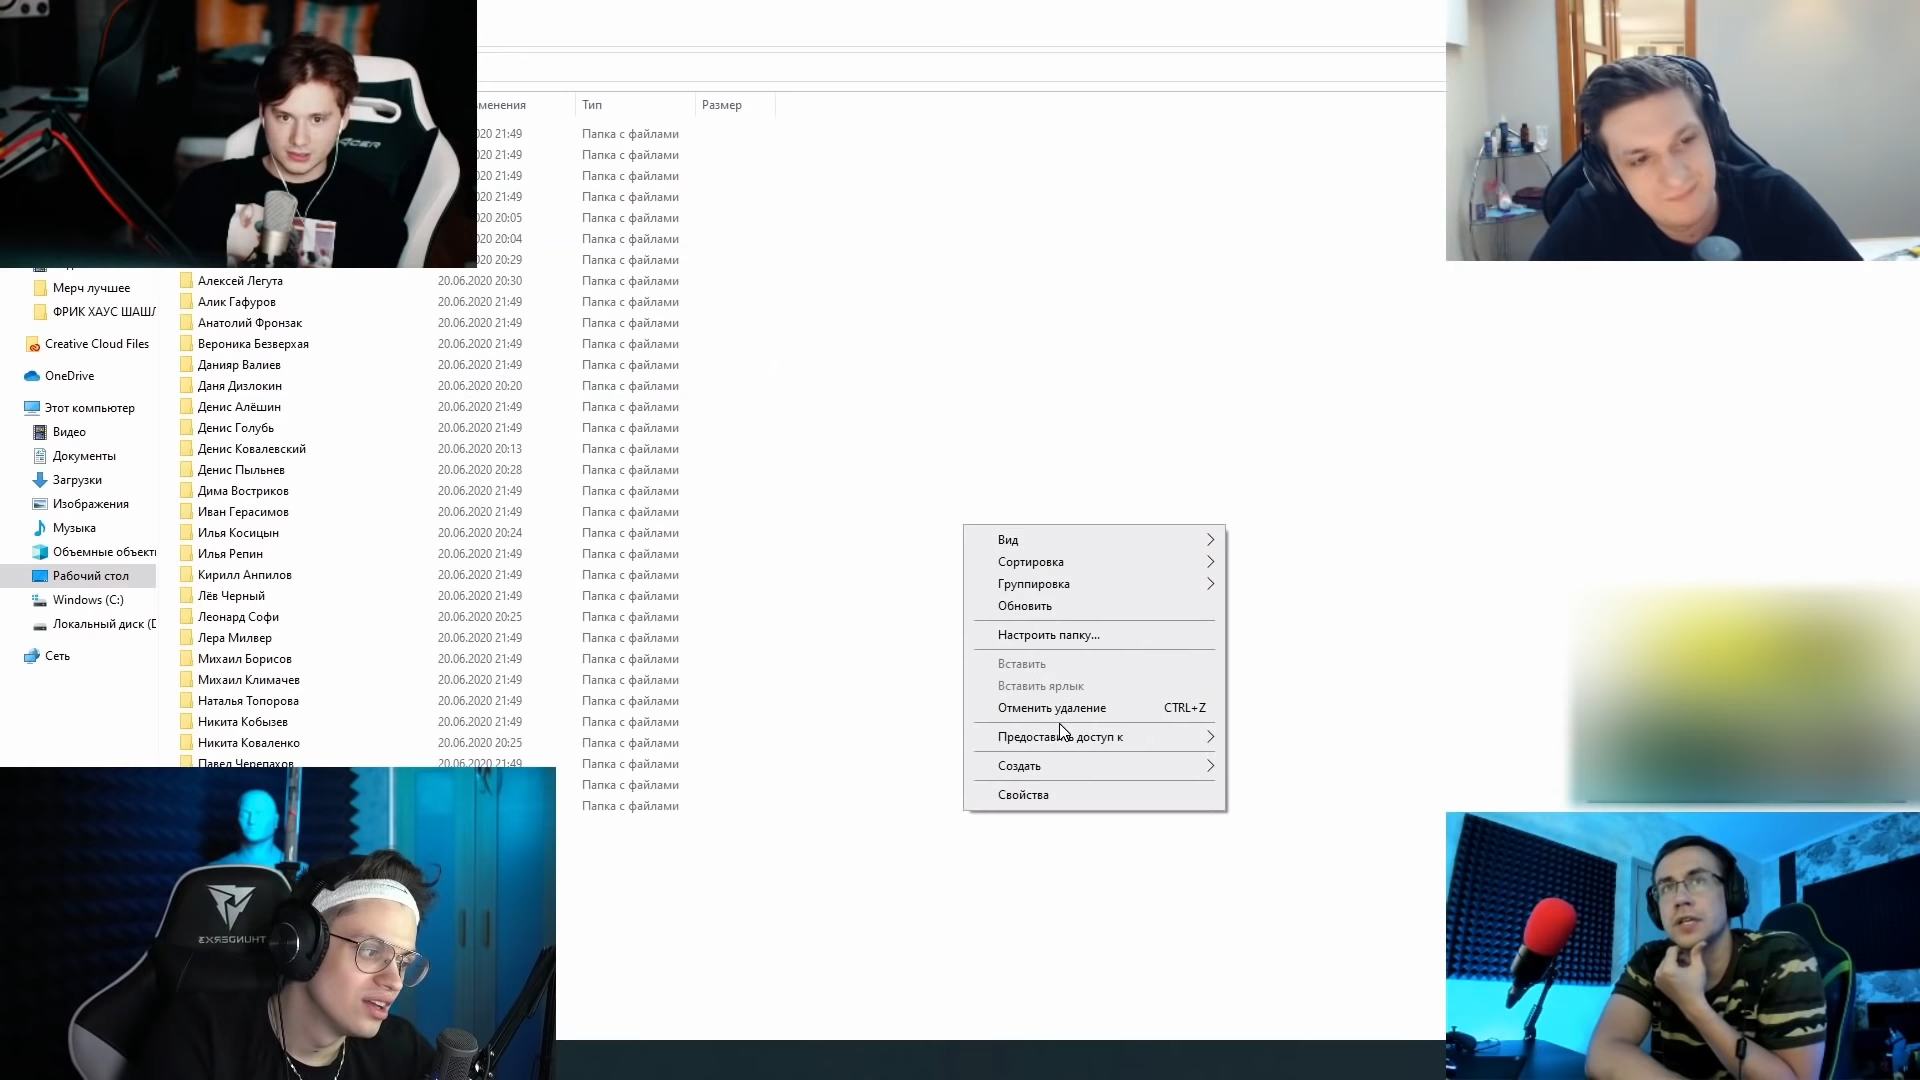 менения Тип Размер
020 21:49 Папка с файлами
020 21:49 Папка с файлами
020 21:49 Папка с файлами
020 21:49 Папка с файлами
020 20:05 Папка с файлами
020 20:04 Папка с файлами
020 20:29 Папка с файлами
Алексей Легута 20.06.2020 20:30 Папка с файлами
Алик Гафуров 20.06.2020 21:49 Папка с файлами
Анатолий Фронзак 20.06.2020 21:49 Папка с файлами
Вероника Безверхая 20.06.2020 21:49 Папка с файлами
Данияр Валиев 20.06.2020 21:49 Папка с файлами
Даня Дизлокин 20.06.2020 20:20 Папка с файлами
Денис Алёшин 20.06.2020 21:49 Папка с файлами
Денис Голубь 20.06.2020 21:49 Папка с файлами
Денис Ковалевский 20.06.2020 20:13 Папка с файлами
Денис Пыльнев 20.06.2020 20:28 Папка с файлами
Дима Востриков 20.06.2020 21:49 Папка с файлами
Иван Герасимов 20.06.2020 21:49 Папка с файлами
Илья Косицын 20.06.2020 20:24 Папка с файлами
Илья Репин 20.06.2020 21:49 Папка с файлами
Кирилл Анпилов 20.06.2020 21:49 Папка с файлами
Лёв Черный 20.06.2020 21:49 Папка с файлами
Леонард Софи 20.06.2020 20:25 Папка с файлами
Лера Милвер 20.06.2020 21:49 Папка с файлами
Михаил Борисов 20.06.2020 21:49 Папка с файлами
Михаил Климачев 20.06.2020 21:49 Папка с файлами
Наталья Топорова 20.06.2020 21:49 Папка с файлами
Никита Кобызев 20.06.2020 21:49 Папка с файлами
Никита Коваленко 20.06.2020 20:25 Папка с файлами
Павел Черепахов 20.06.2020 21:49 Папка с файлами
Папка с файлами
Папка с файлами
Мерч лучшее
ФРИК ХАУС ШАШЛ
Creative Cloud Files
OneDrive
Этот компьютер
Видео
Документы
Загрузки
Изображения
Музыка
Объемные объект
Рабочий стол
Windows (C:)
Локальный диск (D
Сеть
Вид
Сортировка
Группировка
Обновить
Настроить папку...
Вставить
Вставить ярлык
Отменить удаление CTRL+Z
Предоставить доступ к
Создать
Свойства
THUNDERX3